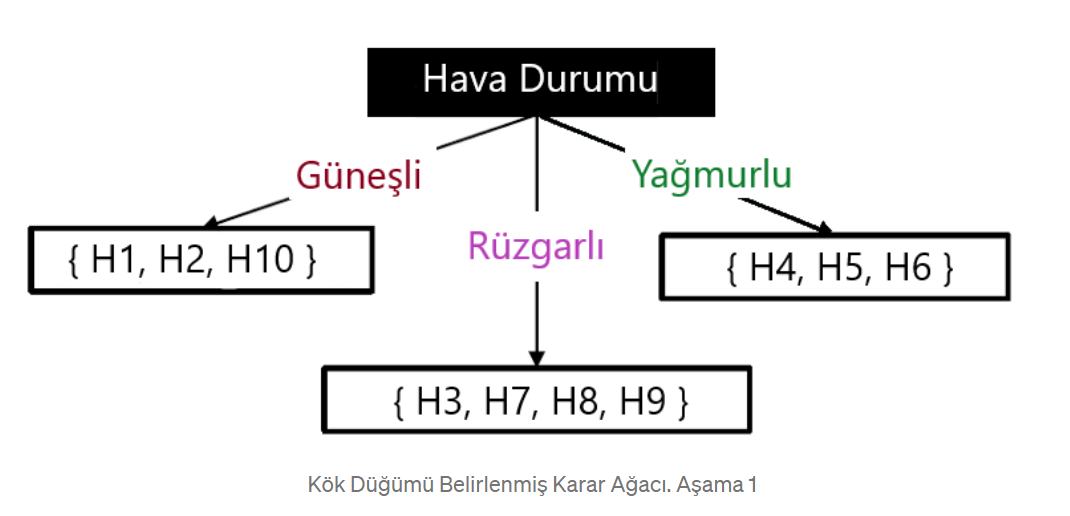 Hava Durumu
Güneşli
Yağmurlu
Rüzgarlı
{ H1, H2, H10 }
{ H4, H5, H6 }
{ H3, H7, H8, H9 }
Kök Düğümü Belirlenmiş Karar Ağacı. Aşama 1